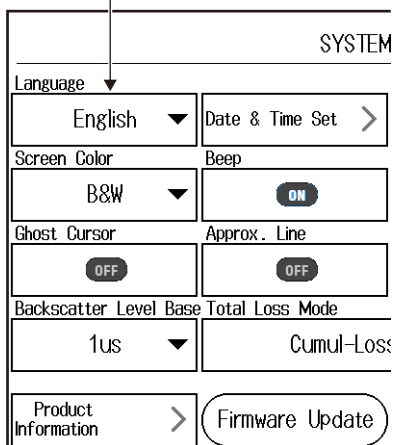 SYSTEM
Language
English Date & Time Set
Screen Color Beep
B&W ON
Ghost Cursor Approx. Line
OFF OFF
Backscatter Level Base Total Loss Mode
1us Cumul-Loss
Product
Information
Firmware Update